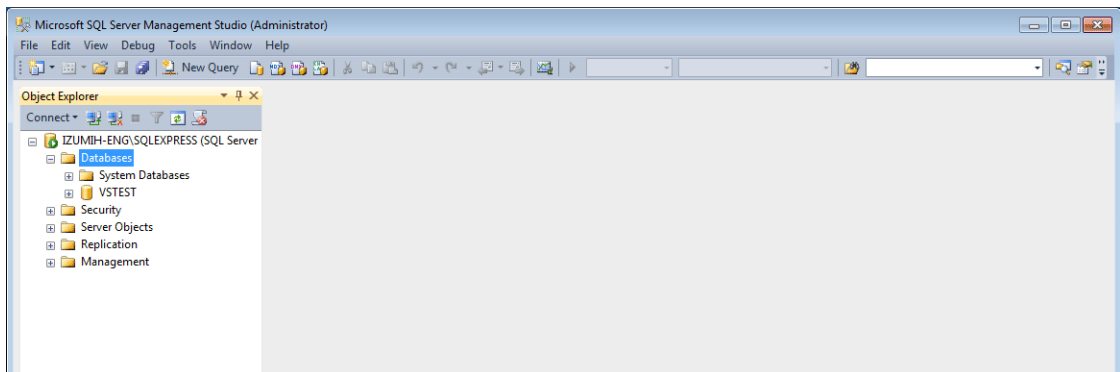 Microsoft SQL Server Management Studio (Administrator)
File Edit View Debug Tools Window Help
New Query
Object Explorer
Connect
IZUMIH-ENG\SQLEXPRESS (SQL Server
Databases
System Databases
VSTEST
Security
Server Objects
Replication
Management